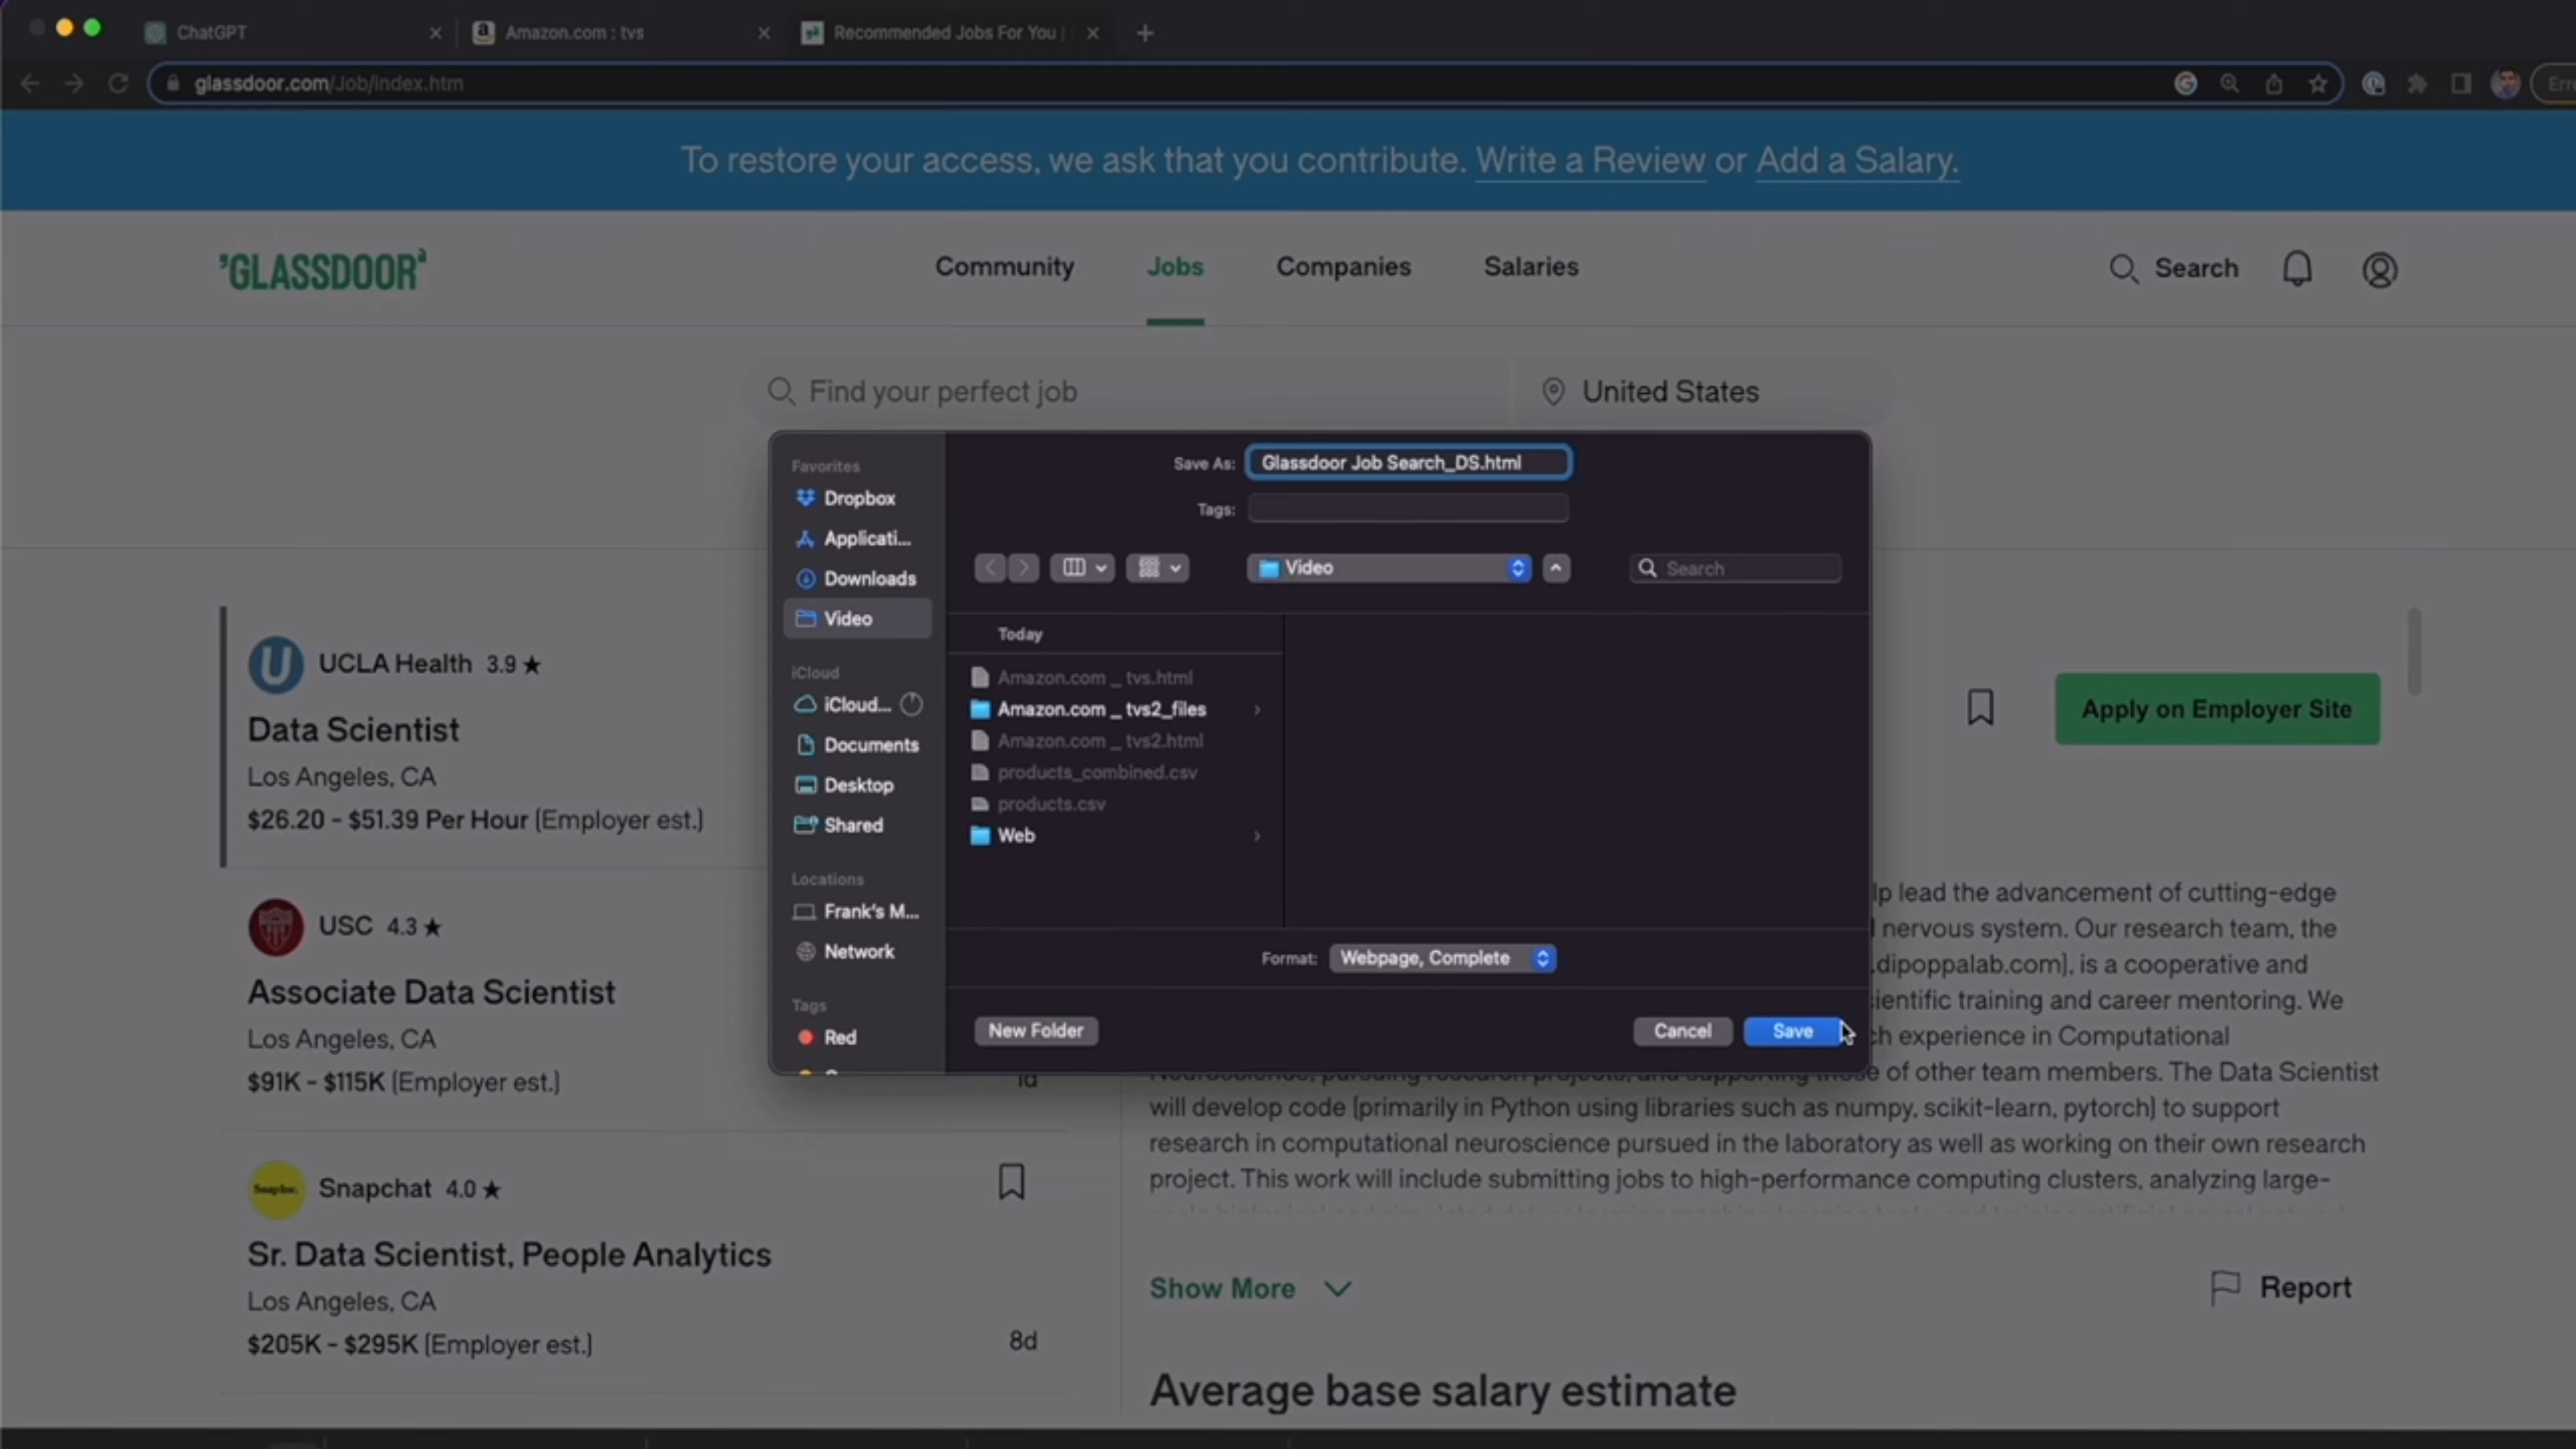 ChatGPT
Amazon.com : tvs
Recommended Jobs For You |
glassdoor.com/Job/index.htm
To restore your access, we ask that you contribute. Write a Review or Add a Salary.
GLASSDOOR
Community
Jobs
Companies
Salaries
Search
Find your perfect job
United States
Favorites
Dropbox
Applicati...
Downloads
Video
iCloud
iCloud...
Documents
Desktop
Shared
Locations
Frank's M...
Network
Tags
Red
Save As: Glassdoor Job Search_DS.html
Tags:
Video
Search
Today
Amazon.com _ tvs.html
Amazon.com _ tvs2_files
Amazon.com _ tvs2.html
products_combined.csv
products.csv
Web
Format: Webpage, Complete
New Folder
Cancel
Save
UCLA Health 3.9 ★
Data Scientist
Los Angeles, CA
$26.20 - $51.39 Per Hour (Employer est.)
USC 4.3 ★
Associate Data Scientist
Los Angeles, CA
$91K - $115K (Employer est.)
1d
Snapchat 4.0 ★
Sr. Data Scientist, People Analytics
Los Angeles, CA
$205K - $295K (Employer est.)
8d
Apply on Employer Site
lead the advancement of cutting-edge
nervous system. Our research team, the
.dipoppalab.com), is a cooperative and
scientific training and career mentoring. We
experience in Computational
of other team members. The Data Scientist
will develop code (primarily in Python using libraries such as numpy, scikit-learn, pytorch) to support
research in computational neuroscience pursued in the laboratory as well as working on their own research
project. This work will include submitting jobs to high-performance computing clusters, analyzing large-
Show More
Report
Average base salary estimate